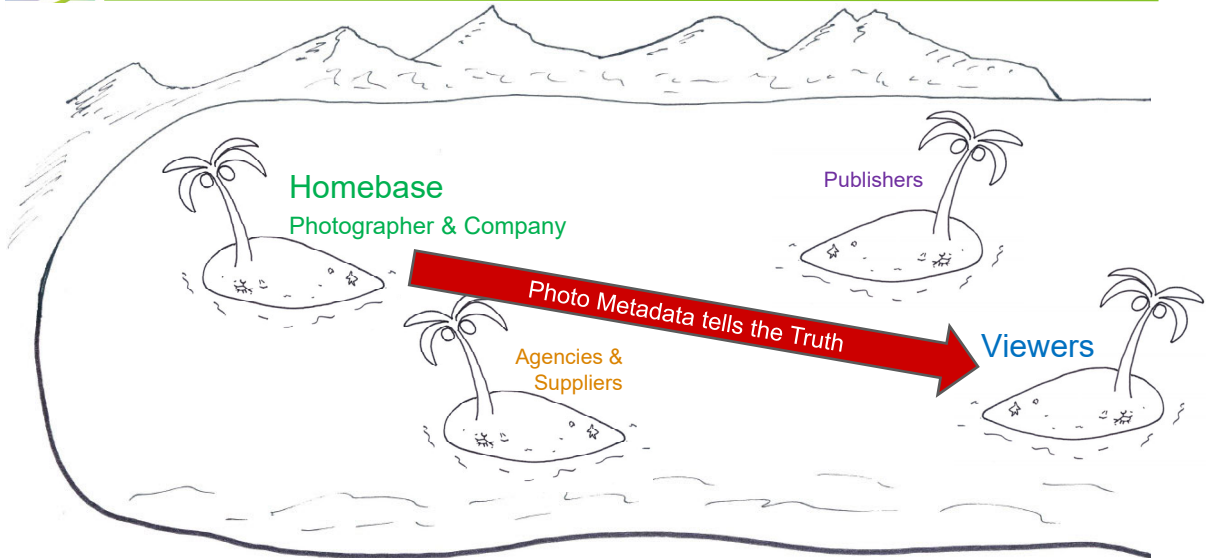 Homebase
Photographer & Company
Publishers
Photo Metadata tells the Truth
Agencies &
Suppliers
Viewers